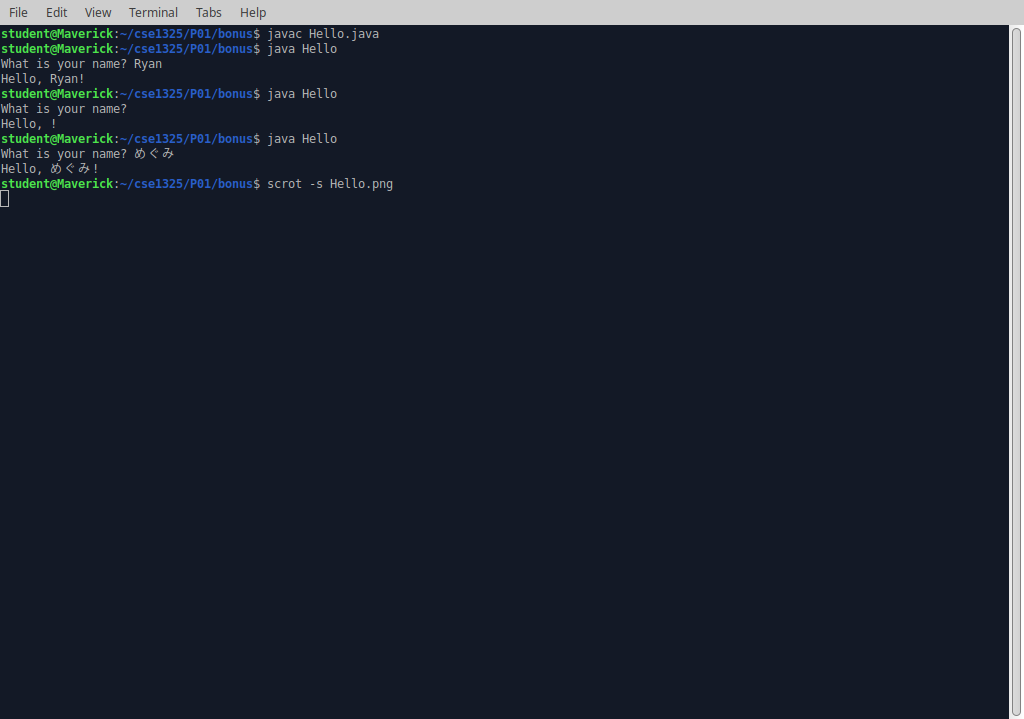 File Edit View Terminal Tabs Help
student@Maverick:~/cse1325/P01/bonus$ javac Hello.java
student@Maverick:~/cse1325/P01/bonus$ java Hello
What is your name? Ryan
Hello, Ryan!
student@Maverick:~/cse1325/P01/bonus$ java Hello
What is your name?
Hello, !
student@Maverick:~/cse1325/P01/bonus$ java Hello
What is your name? めぐみ
Hello, めぐみ!
student@Maverick:~/cse1325/P01/bonus$ scrot -s Hello.png